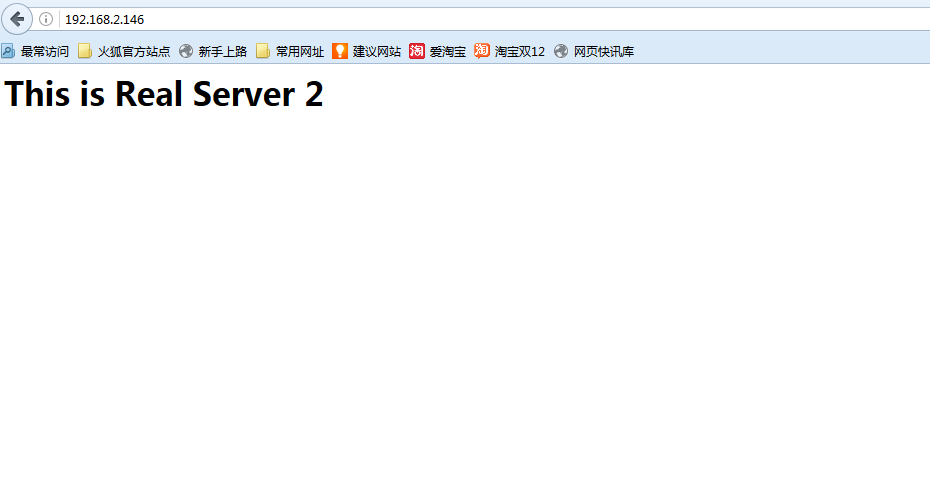 192.168.2.146
最常访问 火狐官方站点 新手上路 常用网址 建议网站 淘 爱淘宝 淘 淘宝双12 网页快讯库
This is Real Server 2